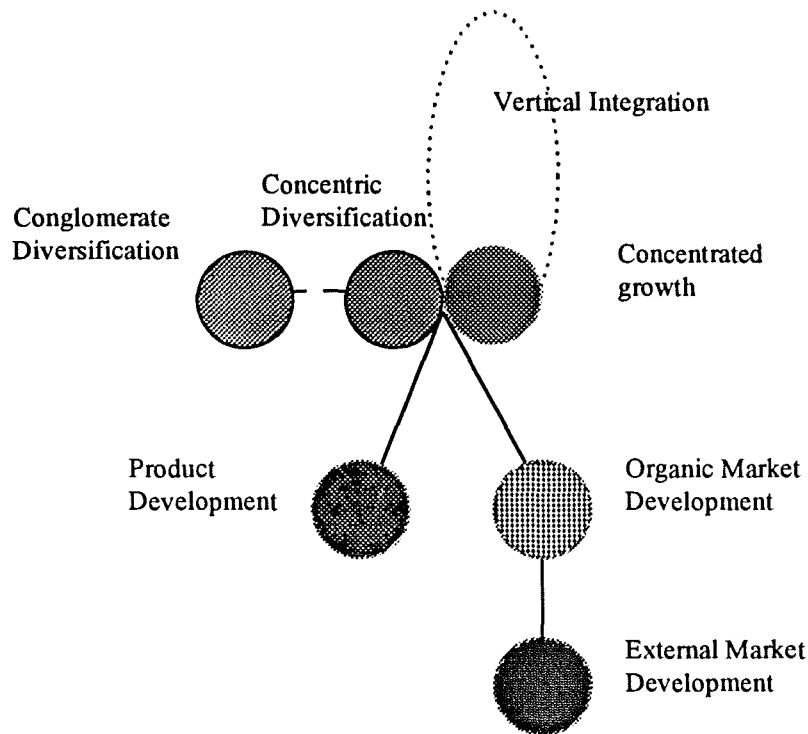 Vertical Integration
Concentric
Diversification
Conglomerate
Diversification
Concentrated
growth
Product
Development
Organic Market
Development
External Market
Development